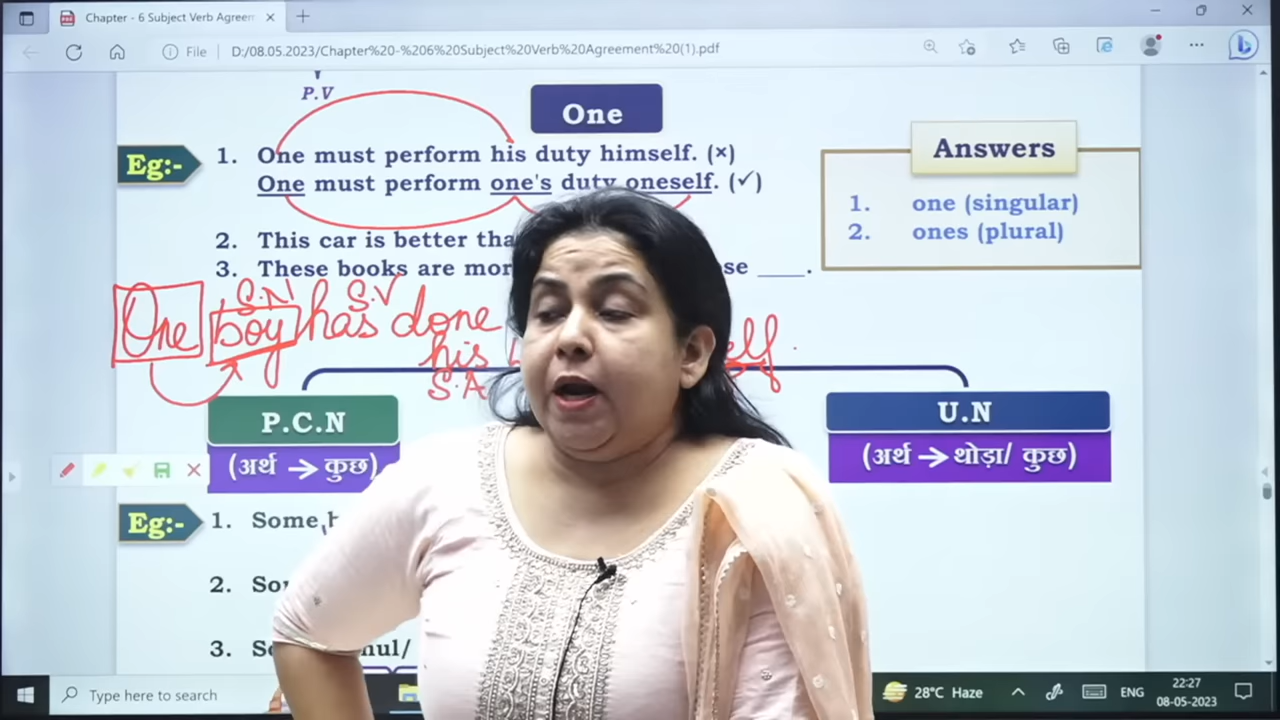 Chapter - 6 Subject Verb Agreem
File D:/08.05.2023/Chapter%20-%206%20Subject%20Verb%20Agreement%20(1).pdf
P.V
One
Eg:- 1. One must perform his duty himself. (×)
One must perform one's duty oneself. (✓)
2. This car is better tha
3. These books are mor se ____.
Answers
1. one (singular)
2. ones (plural)
S.N S.V
One boy has done
his elf.
S.A
P.C.N
(अर्थ → कुछ)
U.N
(अर्थ → थोड़ा/ कुछ)
Eg:- 1. Some
2.
3.
Type here to search
28°C Haze
ENG
22:27
08-05-2023